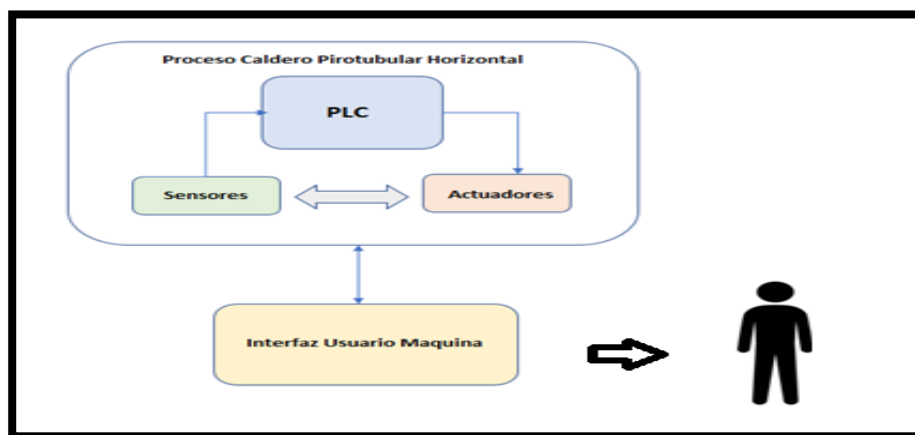 Proceso Caldero Pirotubular Horizontal
PLC
Sensores
Actuadores
Interfaz Usuario Maquina